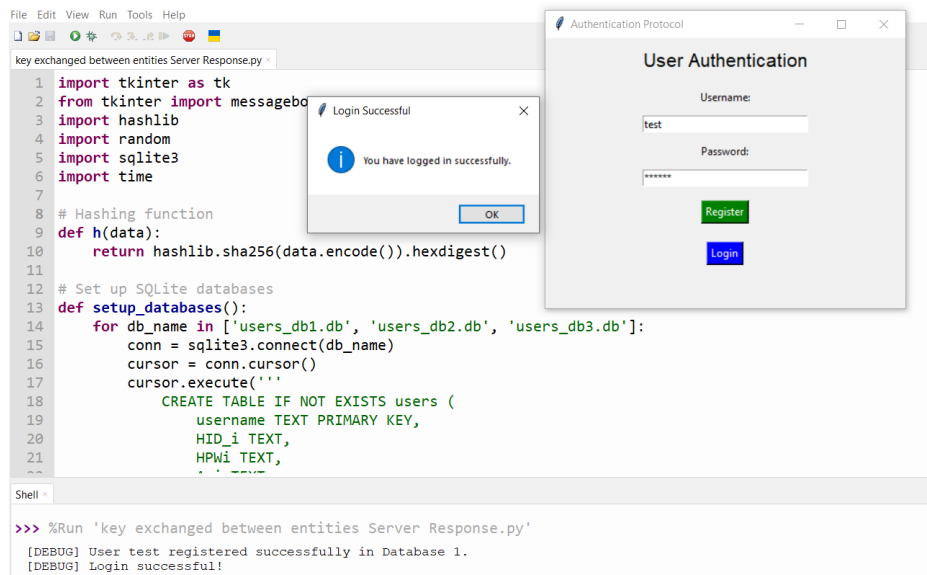 File Edit View Run Tools Help
STOP
key exchanged between entities Server Response.py ×
1 import tkinter as tk
2 from tkinter import messagebo
3 import hashlib
4 import random
5 import sqlite3
6 import time
7
8 # Hashing function
9 def h(data):
10 return hashlib.sha256(data.encode()).hexdigest()
11
12 # Set up SQLite databases
13 def setup_databases():
14 for db_name in ['users_db1.db', 'users_db2.db', 'users_db3.db']:
15 conn = sqlite3.connect(db_name)
16 cursor = conn.cursor()
17 cursor.execute('''
18 CREATE TABLE IF NOT EXISTS users (
19 username TEXT PRIMARY KEY,
20 HID_i TEXT,
21 HPWi TEXT,
Login Successful
You have logged in successfully.
OK
Authentication Protocol
User Authentication
Username:
test
Password:
******
Register
Login
Shell ×
>>> %Run 'key exchanged between entities Server Response.py'
[DEBUG] User test registered successfully in Database 1.
[DEBUG] Login successful!